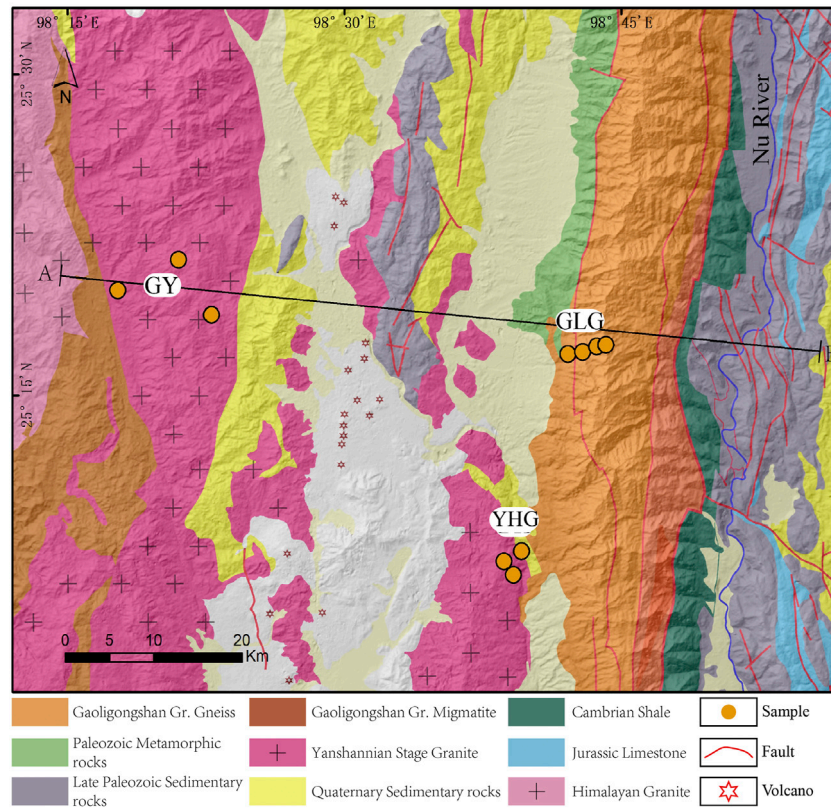 98° 15'E
98° 30'E
98° 45'E
25° 30'N
25° 15'N
N
Nu River
A
GY
GLG
YHG
0 5 10 20
Km
Gaoligongshan Gr. Gneiss
Gaoligongshan Gr. Migmatite
Cambrian Shale
Sample
Paleozoic Metamorphic
rocks
Yanshannian Stage Granite
Jurassic Limestone
Fault
Late Paleozoic Sedimentary
rocks
Quaternary Sedimentary rocks
Himalayan Granite
Volcano